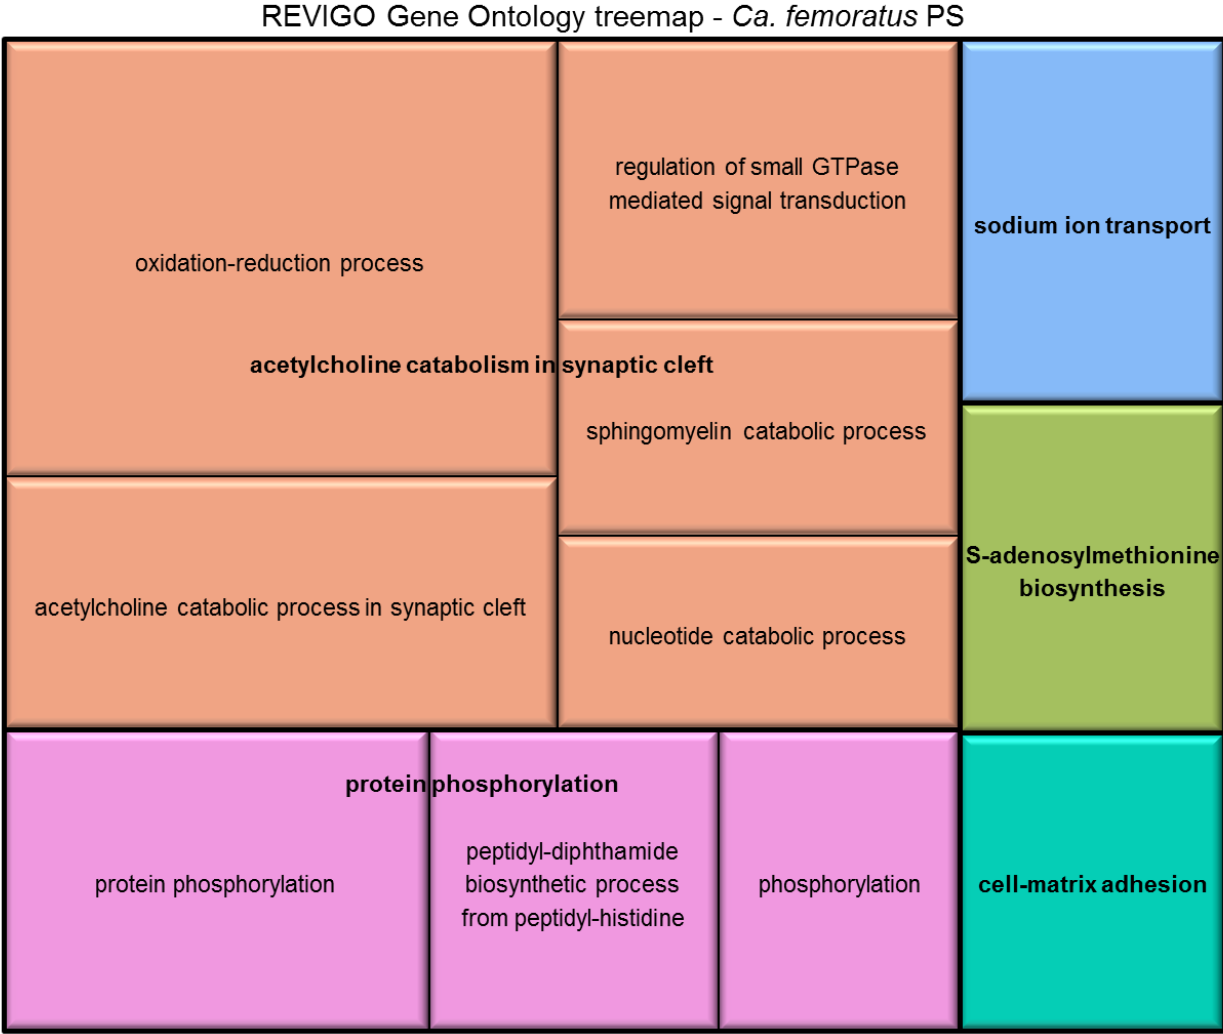 REVIGO Gene Ontology treemap - Ca. femoratus PS
oxidation-reduction process
regulation of small GTPase
mediated signal transduction
sodium ion transport
acetylcholine catabolism in synaptic cleft
sphingomyelin catabolic process
acetylcholine catabolic process in synaptic cleft
nucleotide catabolic process
S-adenosylmethionine
biosynthesis
protein phosphorylation
protein phosphorylation
peptidyl-diphthamide
biosynthetic process
from peptidyl-histidine
phosphorylation
cell-matrix adhesion